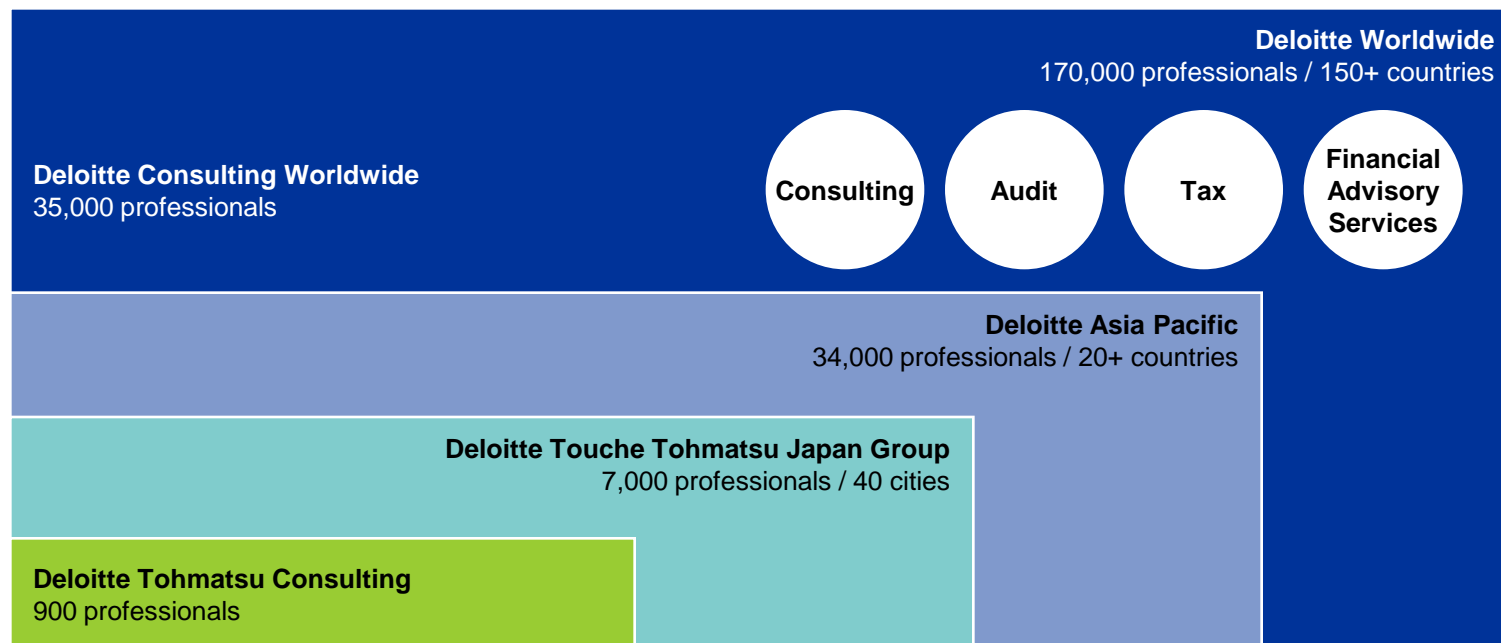 Deloitte Worldwide
170,000 professionals / 150+ countries
Deloitte Consulting Worldwide
35,000 professionals
Consulting
Audit
Tax
Financial
Advisory
Services
Deloitte Asia Pacific
34,000 professionals / 20+ countries
Deloitte Touche Tohmatsu Japan Group
7,000 professionals / 40 cities
Deloitte Tohmatsu Consulting
900 professionals